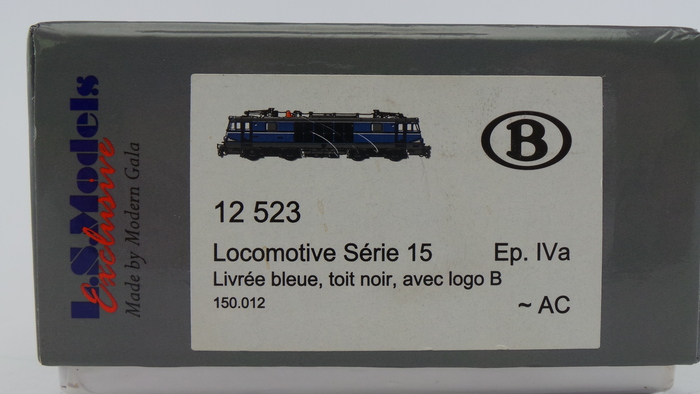 L.S.Models
Exclusive
Made by Modern Gala
B
12 523
Locomotive Série 15 Ep. IVa
Livrée bleue, toit noir, avec logo B
150.012 ~ AC